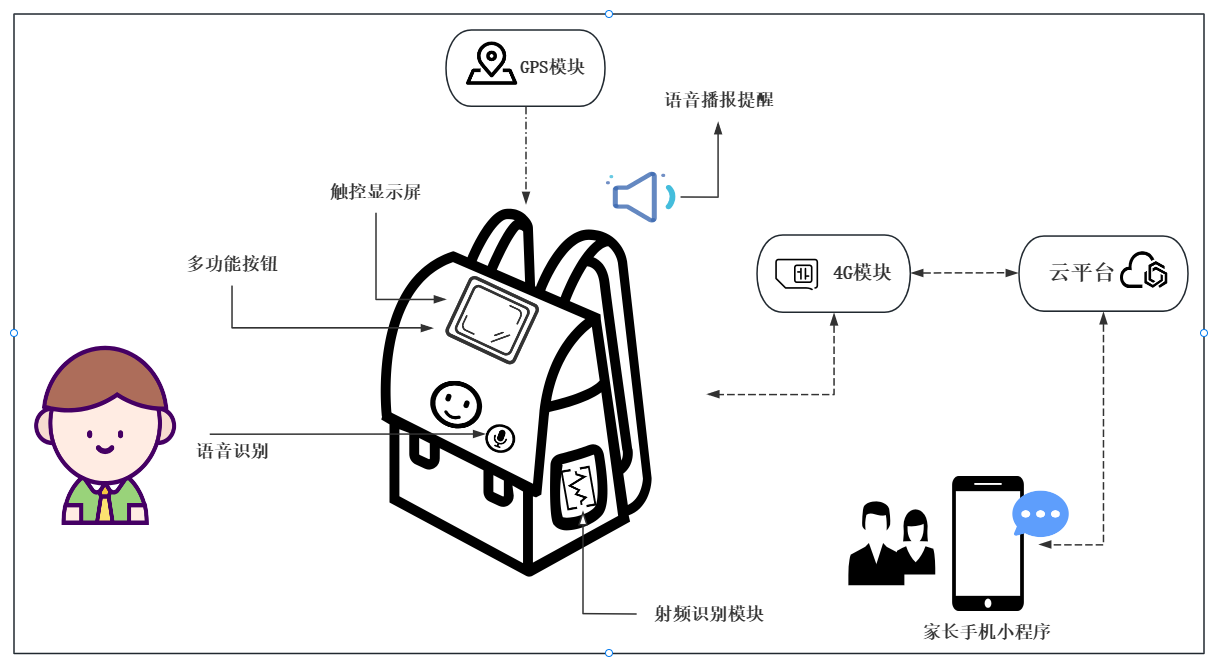 GPS模块
语音播报提醒
触控显示屏
多功能按钮
4G模块
云平台
语音识别
射频识别模块
家长手机小程序